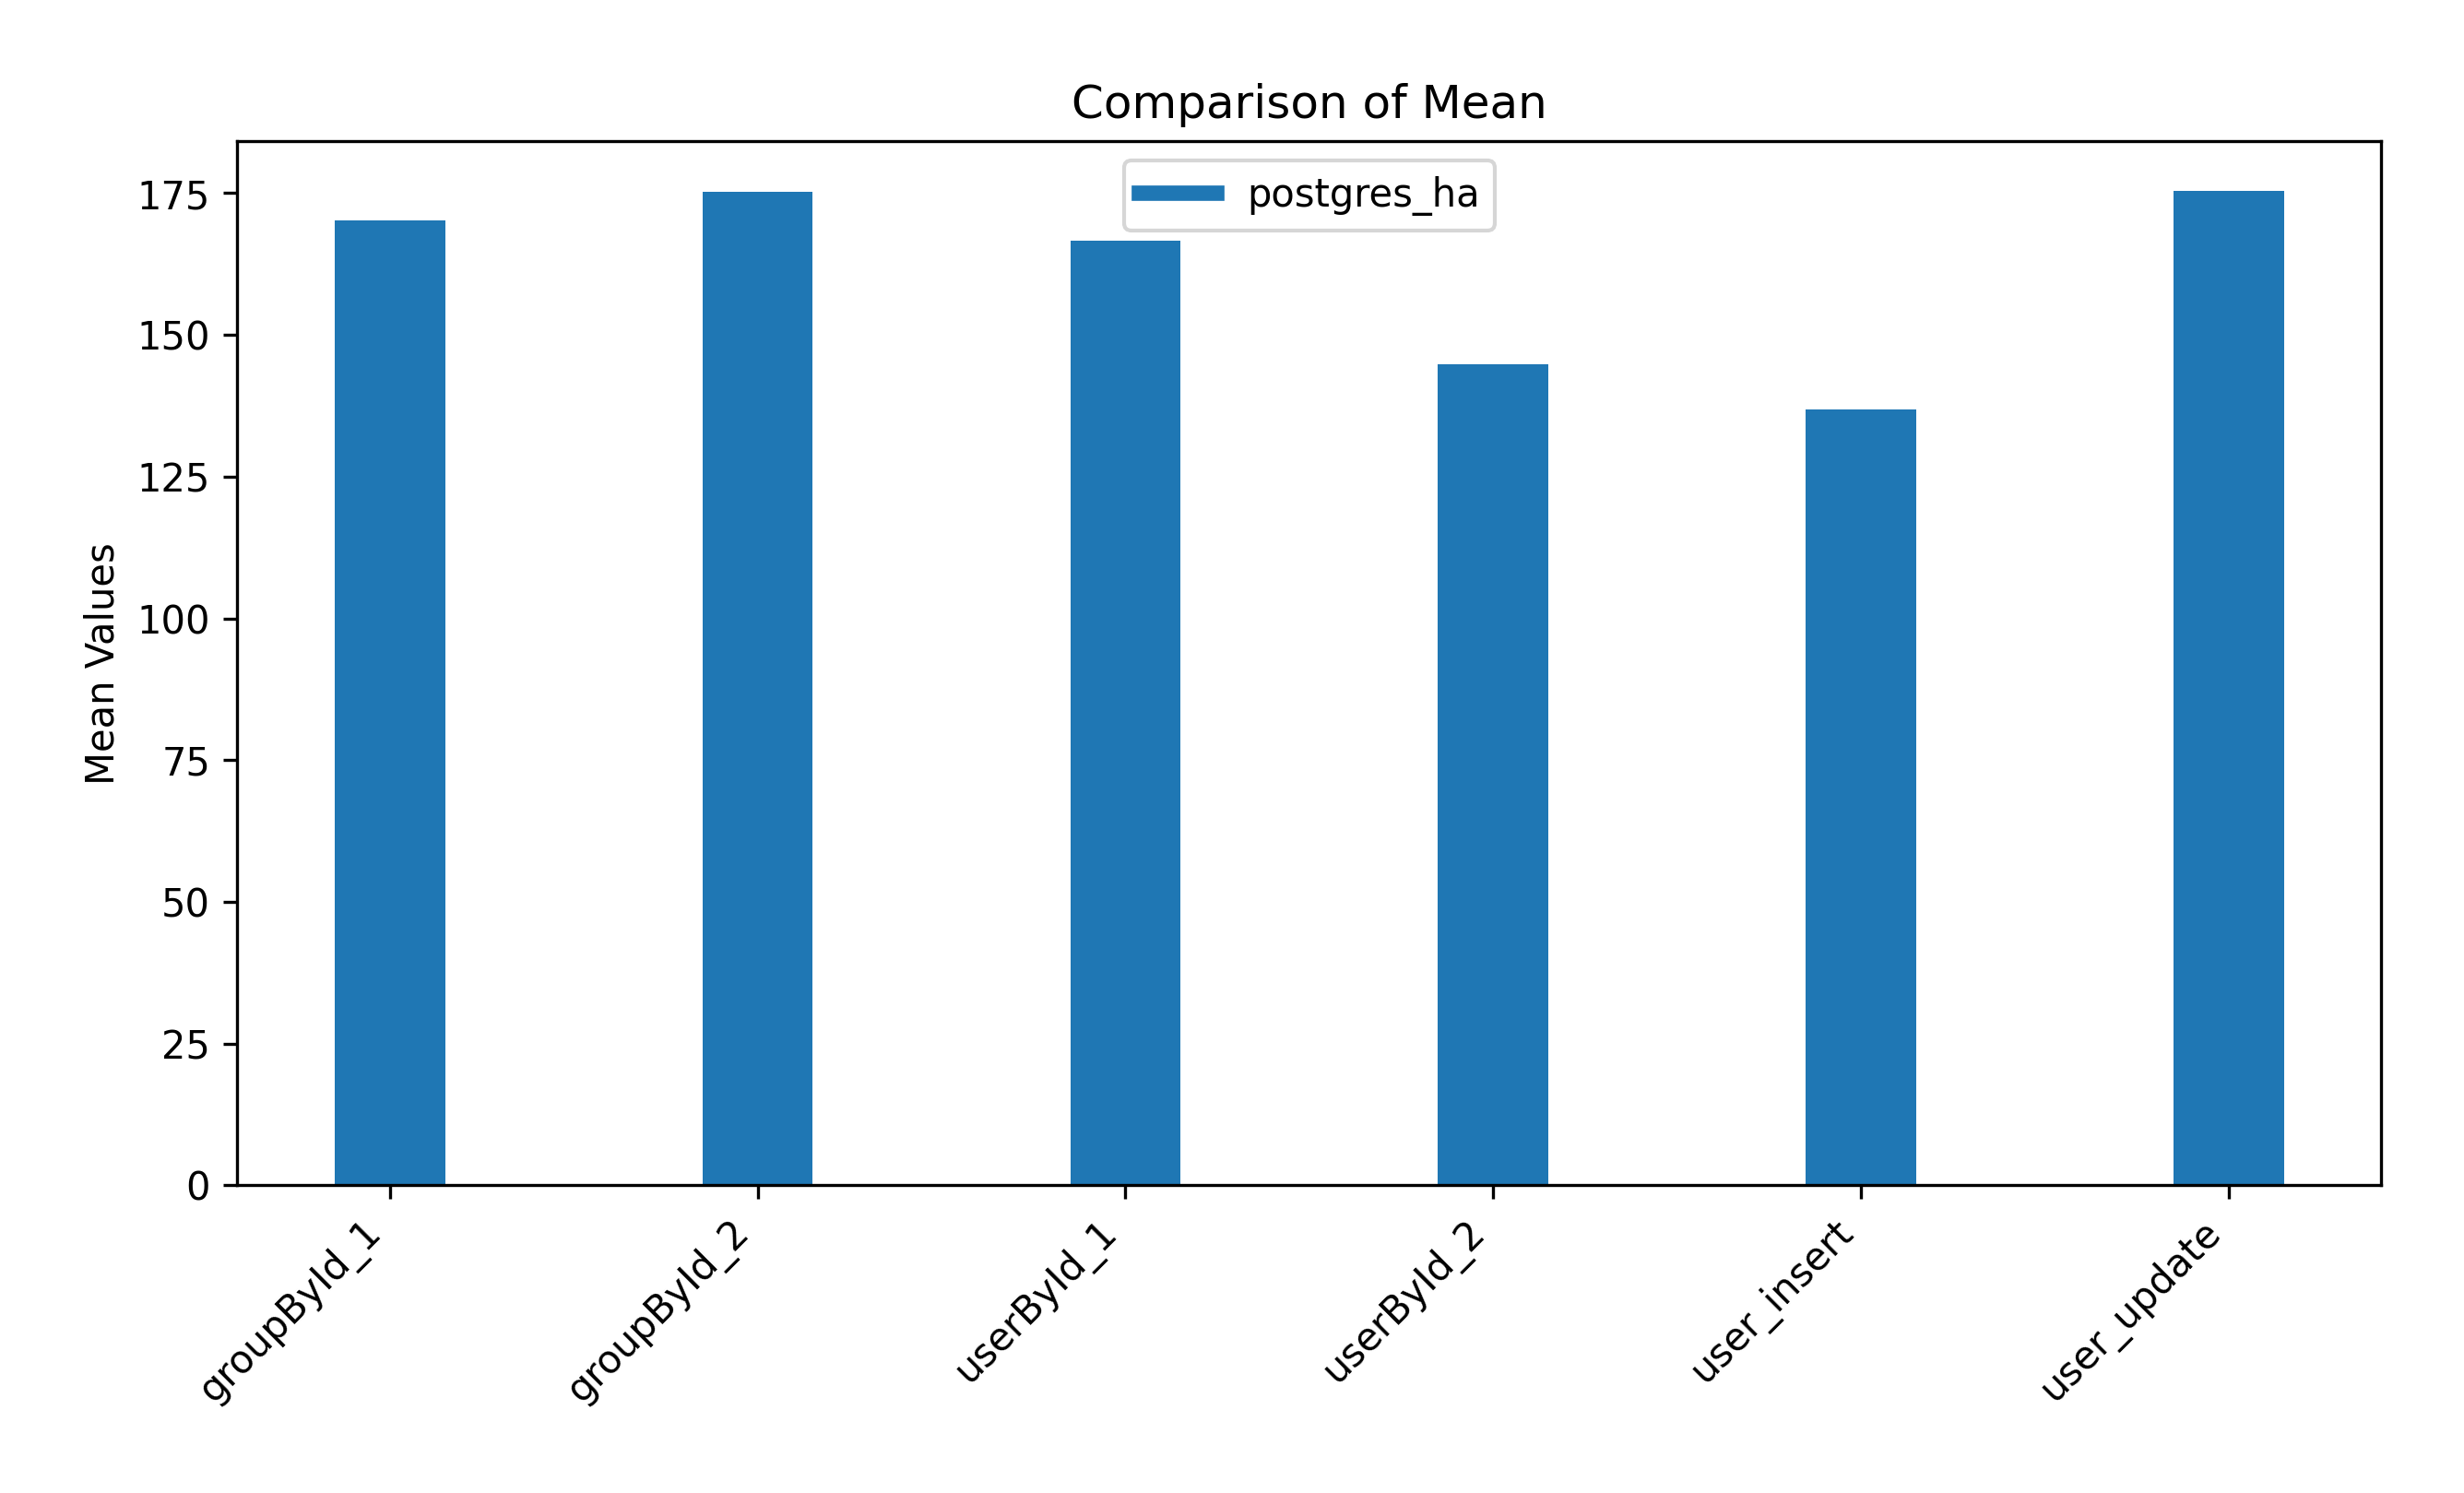 Comparison of Mean
postgres_ha
Mean Values
175
150
125
100
75
50
25
0
groupById_1
groupById_2
userById_1
userById_2
user_insert
user_update